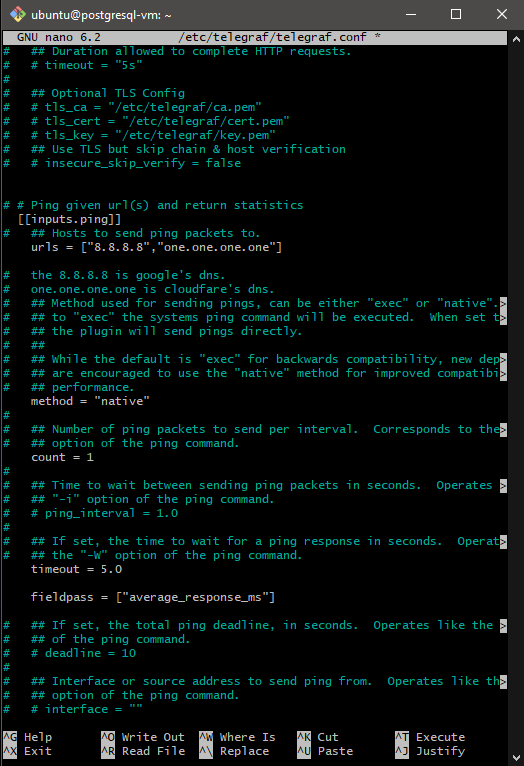 ubuntu@postgresql-vm: ~
GNU nano 6.2 /etc/telegraf/telegraf.conf *
#   ## Duration allowed to complete HTTP requests.
#   # timeout = "5s"
#
#   ## Optional TLS Config
#   # tls_ca = "/etc/telegraf/ca.pem"
#   # tls_cert = "/etc/telegraf/cert.pem"
#   # tls_key = "/etc/telegraf/key.pem"
#   ## Use TLS but skip chain & host verification
#   # insecure_skip_verify = false
# # Ping given url(s) and return statistics
[[inputs.ping]]
#   ## Hosts to send ping packets to.
urls = ["8.8.8.8","one.one.one.one"]
#   the 8.8.8.8 is google's dns.
#   one.one.one.one is cloudfare's dns.
#   ## Method used for sending pings, can be either "exec" or "native".>
#   ## to "exec" the systems ping command will be executed.  When set t>
#   ## the plugin will send pings directly.
#   ##
#   ## While the default is "exec" for backwards compatibility, new dep>
#   ## are encouraged to use the "native" method for improved compatibi>
#   ## performance.
method = "native"
#
#   ## Number of ping packets to send per interval.  Corresponds to the>
#   ## option of the ping command.
count = 1
#
#   ## Time to wait between sending ping packets in seconds.  Operates >
#   ## "-i" option of the ping command.
#   # ping_interval = 1.0
#
#   ## If set, the time to wait for a ping response in seconds.  Operat>
#   ## the "-W" option of the ping command.
timeout = 5.0
fieldpass = ["average_response_ms"]
#   ## If set, the total ping deadline, in seconds.  Operates like the >
#   ## of the ping command.
#   # deadline = 10
#
#   ## Interface or source address to send ping from.  Operates like th>
#   ## option of the ping command.
#   # interface = ""
^G Help ^O Write Out ^W Where Is ^K Cut ^T Execute
^X Exit ^R Read File ^\ Replace ^U Paste ^J Justify